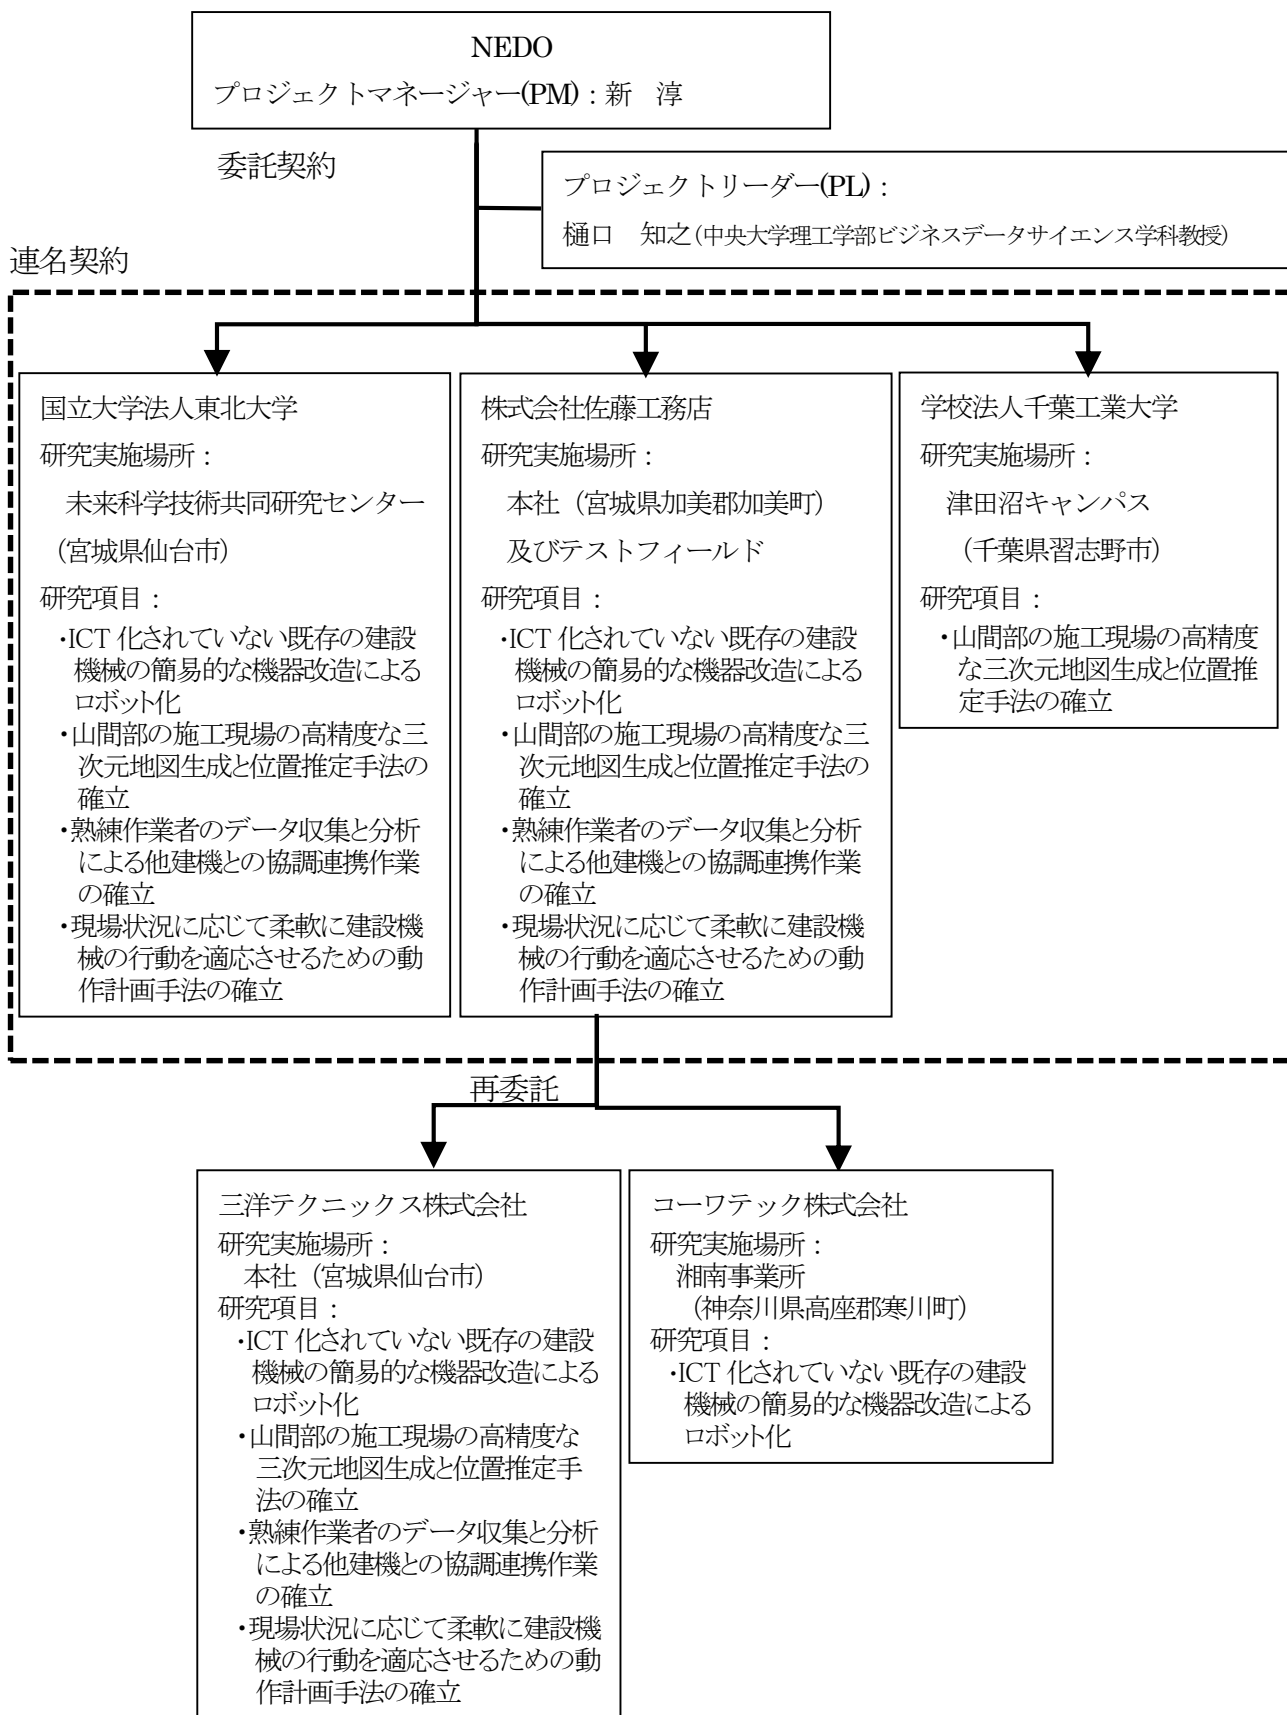 NEDO
プロジェクトマネージャー(PM)：新　淳
委託契約
プロジェクトリーダー(PL)：
樋口　知之(中央大学理工学部ビジネスデータサイエンス学科教授)
連名契約
国立大学法人東北大学
研究実施場所：
未来科学技術共同研究センター
(宮城県仙台市)
研究項目：
・ICT 化されていない既存の建設
機械の簡易的な機器改造による
ロボット化
・山間部の施工現場の高精度な三
次元地図生成と位置推定手法の
確立
・熟練作業者のデータ収集と分析
による他建機との協調連携作業
の確立
・現場状況に応じて柔軟に建設機
械の行動を適応させるための動
作計画手法の確立
株式会社佐藤工務店
研究実施場所：
本社（宮城県加美郡加美町）
及びテストフィールド
研究項目：
・ICT 化されていない既存の建設
機械の簡易的な機器改造による
ロボット化
・山間部の施工現場の高精度な三
次元地図生成と位置推定手法の
確立
・熟練作業者のデータ収集と分析
による他建機との協調連携作業
の確立
・現場状況に応じて柔軟に建設機
械の行動を適応させるための動
作計画手法の確立
学校法人千葉工業大学
研究実施場所：
津田沼キャンパス
（千葉県習志野市）
研究項目：
・山間部の施工現場の高精度
な三次元地図生成と位置推
定手法の確立
再委託
三洋テクニックス株式会社
研究実施場所：
本社（宮城県仙台市）
研究項目：
・ICT 化されていない既存の建設
機械の簡易的な機器改造による
ロボット化
・山間部の施工現場の高精度な
三次元地図生成と位置推定手
法の確立
・熟練作業者のデータ収集と分析
による他建機との協調連携作業
の確立
・現場状況に応じて柔軟に建設機
械の行動を適応させるための動
作計画手法の確立
コーワテック株式会社
研究実施場所：
湘南事業所
（神奈川県高座郡寒川町）
研究項目：
・ICT 化されていない既存の建設
機械の簡易的な機器改造による
ロボット化